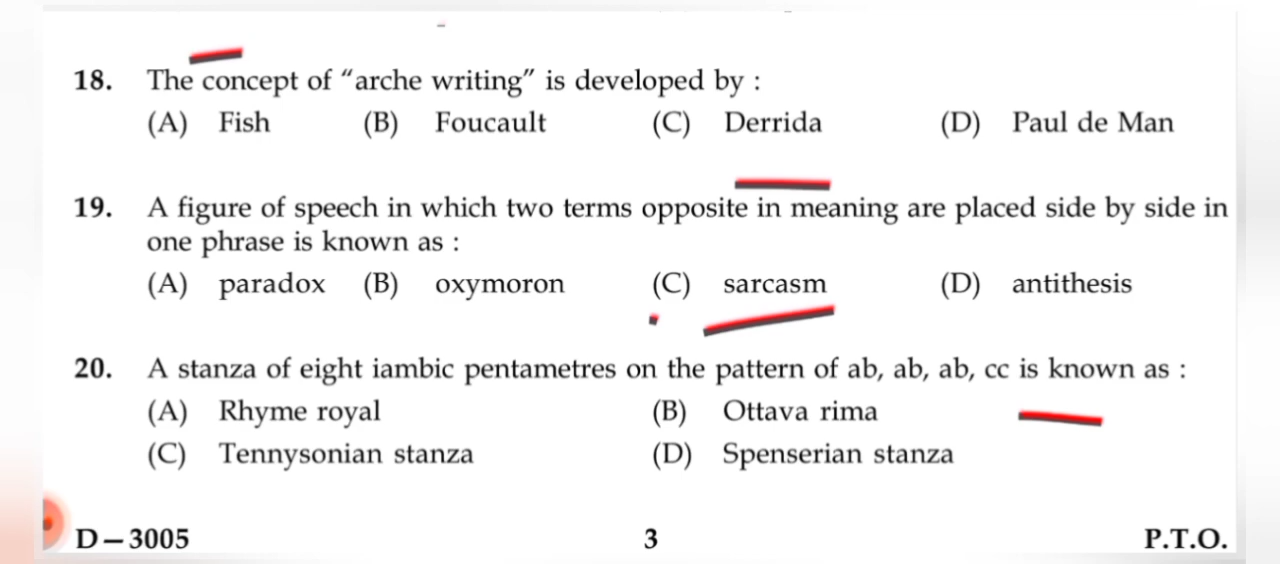 18. The concept of “arche writing” is developed by :
(A) Fish (B) Foucault (C) Derrida (D) Paul de Man
19. A figure of speech in which two terms opposite in meaning are placed side by side in
one phrase is known as :
(A) paradox (B) oxymoron (C) sarcasm (D) antithesis
20. A stanza of eight iambic pentametres on the pattern of ab, ab, ab, cc is known as :
(A) Rhyme royal (B) Ottava rima
(C) Tennysonian stanza (D) Spenserian stanza
D – 3005 3 P.T.O.